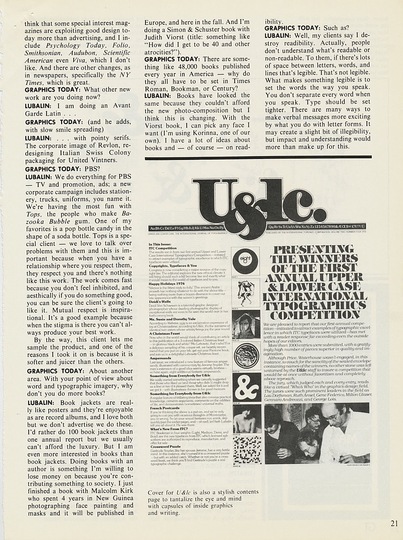 think that some special interest mag-
azines are exploiting good design to-
day more than advertising, and I in-
clude Psychology Today, Folio,
Smithsonian, Audubon, Scientific
American even Viva, which I don't
like. And there are other changes, as
in newspapers, specifically the NY
Times, which is great.
GRAPHICS TODAY: What other new
work are you doing now?
LUBALIN: I am doing an Avant
Garde Latin . .
GRAPHICS TODAY: (and he adds,
with slow smile spreading)
LUBALIN: . . . . with pointy serifs.
The corporate image of Revlon, re-
designing Italian Swiss Colony
packaging for United Vintners.
GRAPHICS TODAY: PBS?
LUBALIN: We do everything for PBS
— TV and promotion, ads; a new
corporate campaign includes station-
ery, trucks, uniforms, you name it.
We're having the most fun with
Tops, the people who make Ba-
zooka Bubble gum. One of my
favorites is a pop bottle candy in the
shape of a soda bottle. Tops is a spe-
cial client — we love to talk over
problems with them and this is im-
portant because when you have a
relationship where you respect them,
they respect you and there's nothing
like this work. The work comes fast
because you don't feel inhibited, and
aesthically if you do something good,
you can be sure the client's going to
like it. Mutual respect is inspira-
tional. It's a good example because
when the stigma is there you can't al-
ways produce your best work.
By the way, this client lets me
sample the product, and one of the
reasons I took it on is because it is
softer and juicer than the others.
GRAPHICS TODAY: About another
area. With your point of view about
word and typographic imagery, why
don't you do more books?
LUBALIN: Book jackets are real-
ly like posters and they're enjoyable
as are record albums, and I love both
but we don't advertise we do these.
I'd rather do 100 book jackets than
one annual report but we usually
can't afford the luxury. But I am
even more interested in books than
book jackets. Doing books with an
author is something I'm willing to
lose money on because you're con-
tributing something to society. I just
finished a book with Malcolm Kirk
who spent 4 years in New Guinea
photographing face painting and
masks and it will be published in
Europe, and here in the fall. And I'm
doing a Simon & Schuster book with
Judith Viorst (title: something like
"How did I get to be 40 and other
atrocities?").
GRAPHICS TODAY: There are some-
thing like 48,000 books published
every year in America — why do
they all have to be set in Times
Roman, Bookman, or Century?
LUBALIN: Books have looked the
same because they couldn't afford
the new photo-composition but I
think this is changing. With the
Viorst book, I can pick any face I
want (I'm using Korinna, one of our
own). I have a lot of ideas about
books and — of course — on read-
ibility.
GRAPHICS TODAY: Such as?
LUBALIN: Well, my clients say I de-
stroy readibility. Actually, people
don't understand what's readable or
non-readable. To them, if there's lots
of space between letters, words, and
lines that's legible. That's not legible.
What makes something legible is to
set the words the way you speak.
You don't separate every word when
you speak. Type should be set
tighter. There are many ways to
make verbal messages more exciting
by what you do with letter forms. It
may create a slight bit of illegibility,
but impact and understanding would
more than make up for this.
U&lc.
PRESENTING
THE WINNERS
OF THE FIRST
ANNUAL UPPER
& LOWER CASE
INTERNATIONAL
TYPOGRAPHICS
COMPETITION
Cover for U&lc is also a stylish contents
page to tantalize the eye and mind
with capsules of inside graphics
and writing.
21